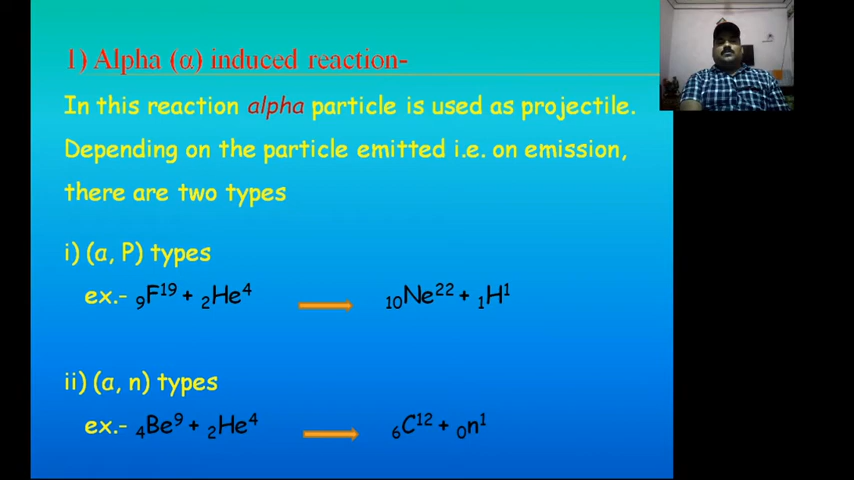 1) Alpha (α) induced reaction-
In this reaction alpha particle is used as projectile.
Depending on the particle emitted i.e. on emission,
there are two types
i) (α, P) types
ex.- ₉F¹⁹ + ₂He⁴ → ₁₀Ne²² + ₁H¹
ii) (α, n) types
ex.- ₄Be⁹ + ₂He⁴ → ₆C¹² + ₀n¹